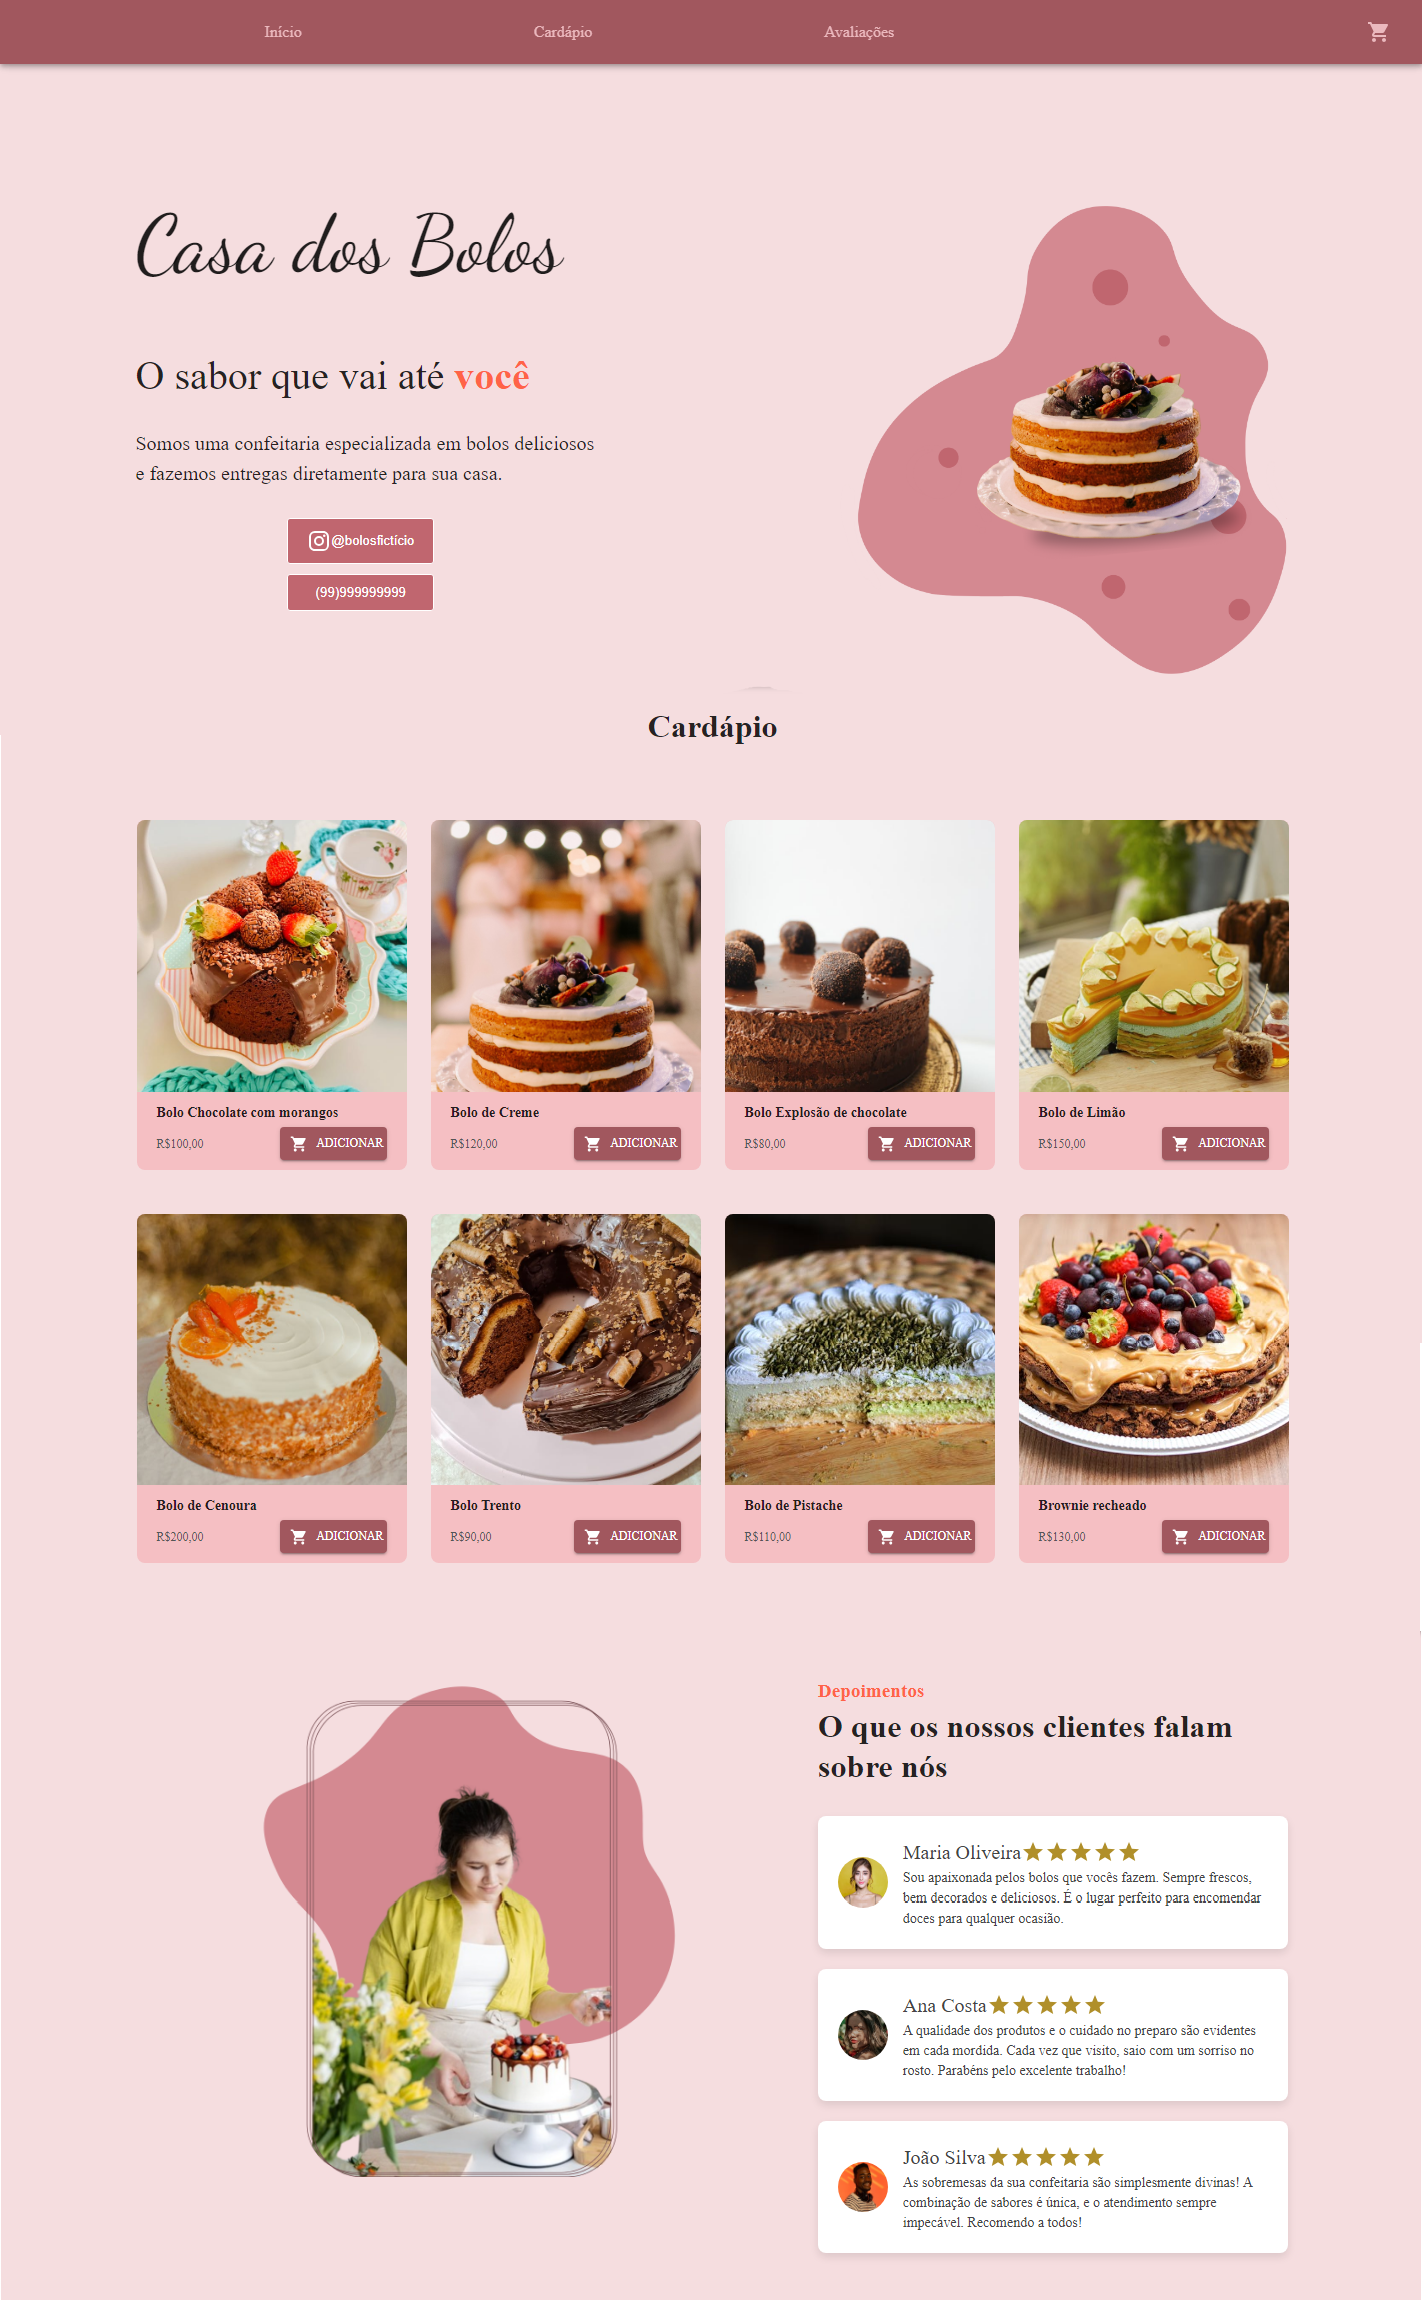 Início
Cardápio
Avaliações
Casa dos Bolos
O sabor que vai até você
Somos uma confeitaria especializada em bolos deliciosos
e fazemos entregas diretamente para sua casa.
@bolosfictício
(99)999999999
Cardápio
Bolo Chocolate com morangos
R$100,00
ADICIONAR
Bolo de Creme
R$120,00
ADICIONAR
Bolo Explosão de chocolate
R$80,00
ADICIONAR
Bolo de Limão
R$150,00
ADICIONAR
Bolo de Cenoura
R$200,00
ADICIONAR
Bolo Trento
R$90,00
ADICIONAR
Bolo de Pistache
R$110,00
ADICIONAR
Brownie recheado
R$130,00
ADICIONAR
Depoimentos
O que os nossos clientes falam
sobre nós
Maria Oliveira
Sou apaixonada pelos bolos que vocês fazem. Sempre frescos,
bem decorados e deliciosos. É o lugar perfeito para encomendar
doces para qualquer ocasião.
Ana Costa
A qualidade dos produtos e o cuidado no preparo são evidentes
em cada mordida. Cada vez que visito, saio com um sorriso no
rosto. Parabéns pelo excelente trabalho!
João Silva
As sobremesas da sua confeitaria são simplesmente divinas! A
combinação de sabores é única, e o atendimento sempre
impecável. Recomendo a todos!